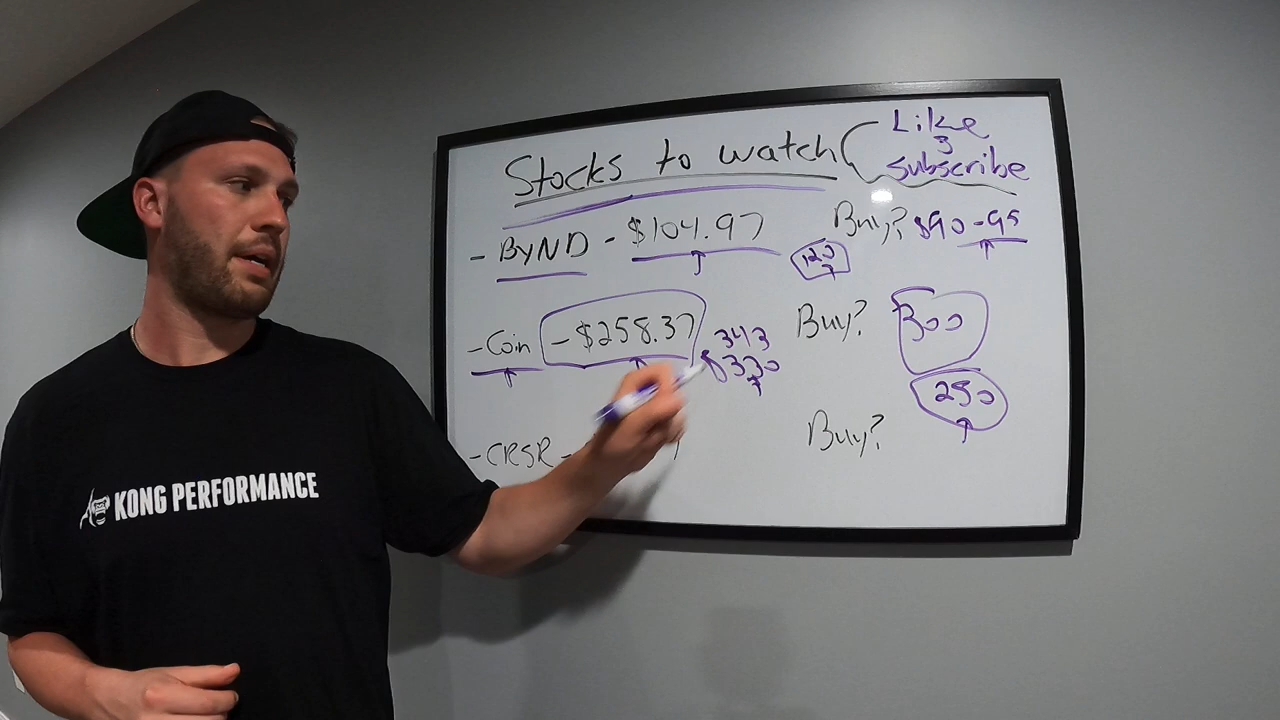 Stocks to watch
Like
&
Subscribe
- BYND - $104.97
Buy? $90-95
120
- Coin - $258.37
343
$330
Buy?
300
250
- CRSR -
Buy?
KONG PERFORMANCE